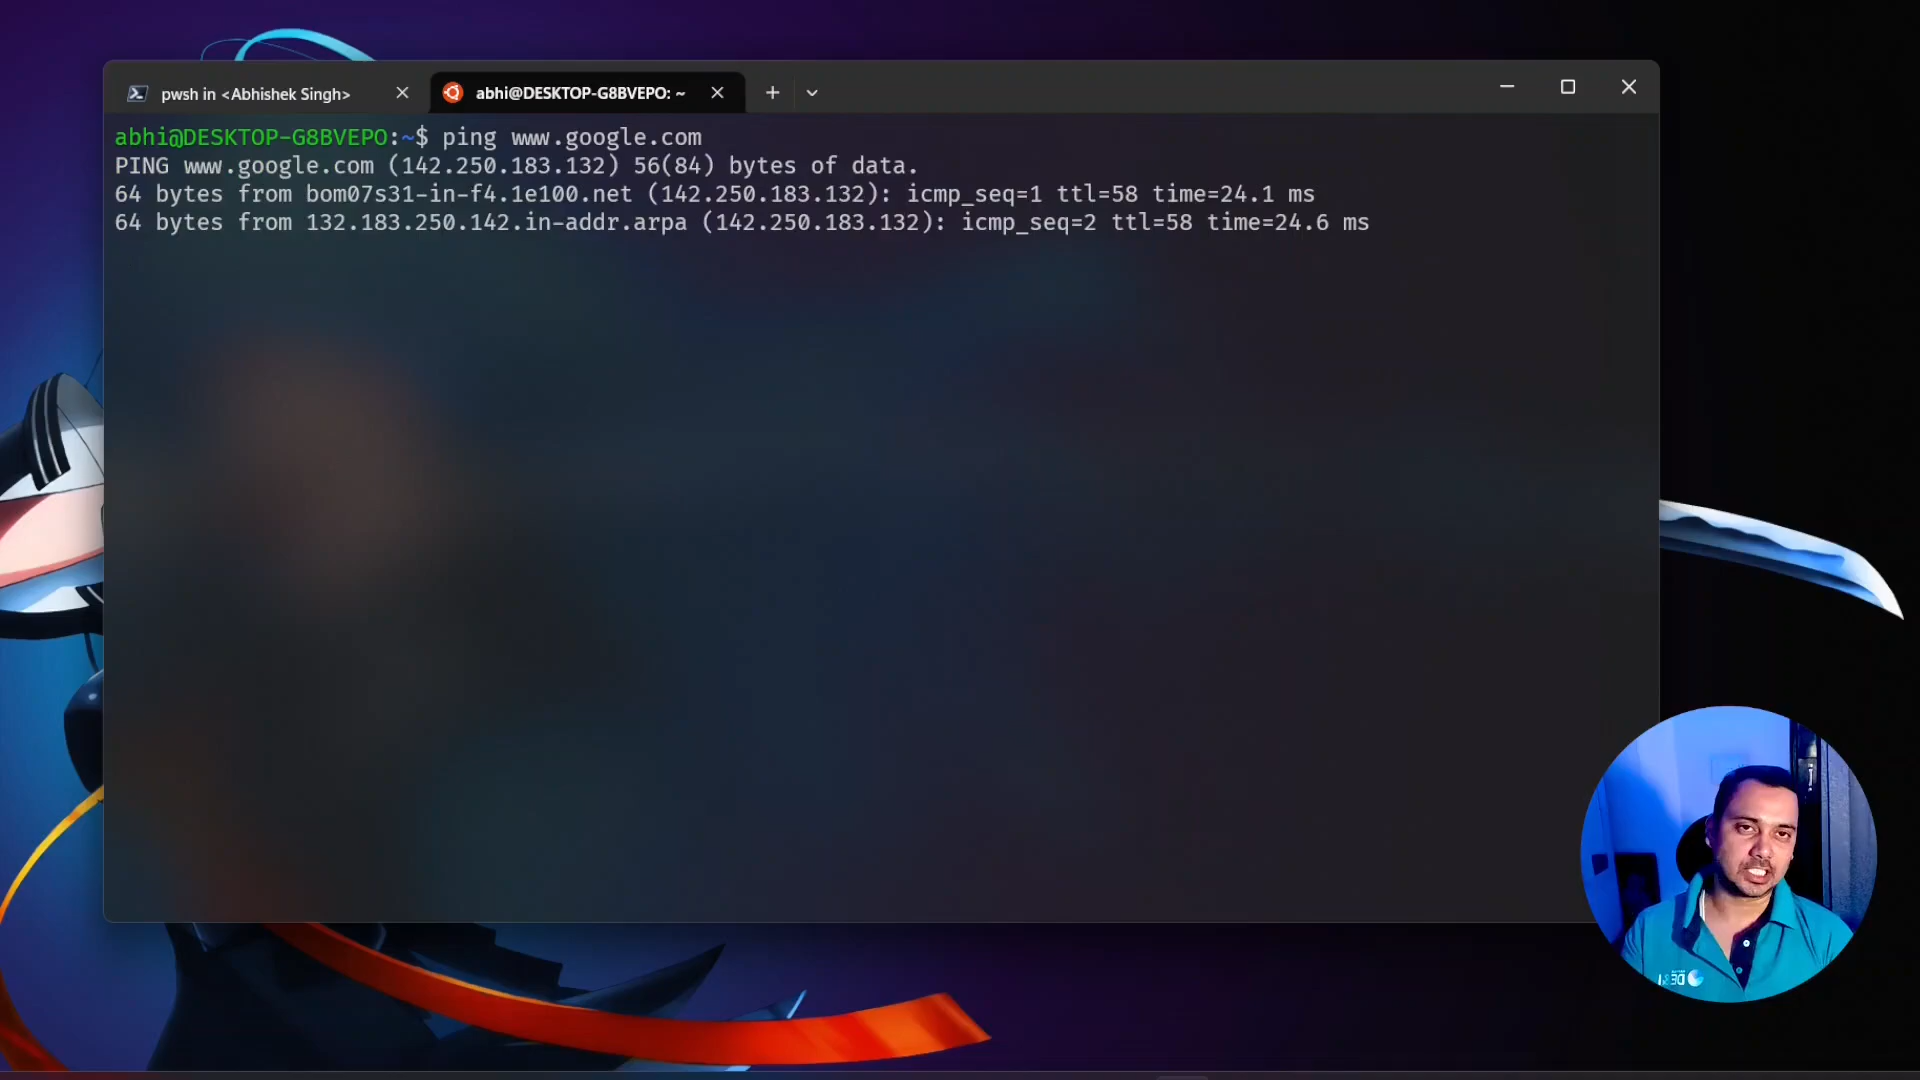 pwsh in <Abhishek Singh>
abhi@DESKTOP-G8BVEPO: ~
abhi@DESKTOP-G8BVEPO:~$ ping www.google.com
PING www.google.com (142.250.183.132) 56(84) bytes of data.
64 bytes from bom07s31-in-f4.1e100.net (142.250.183.132): icmp_seq=1 ttl=58 time=24.1 ms
64 bytes from 132.183.250.142.in-addr.arpa (142.250.183.132): icmp_seq=2 ttl=58 time=24.6 ms